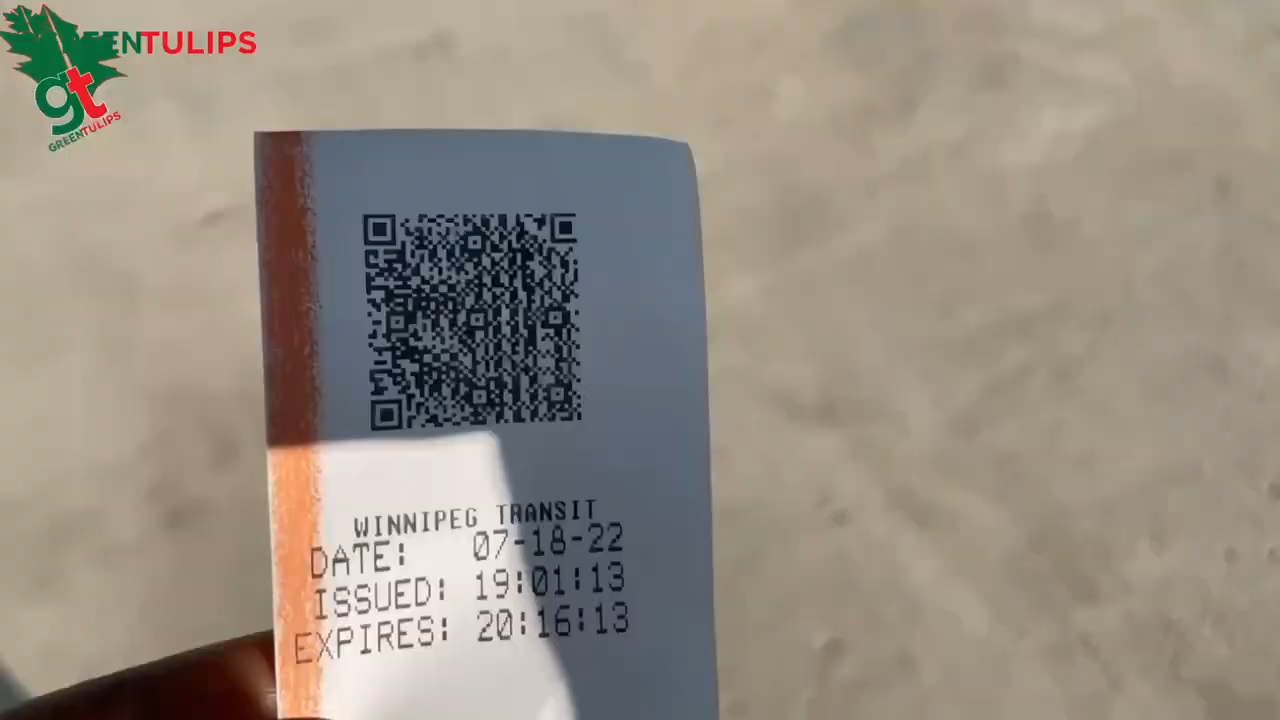 GREENTULIPS
gt
GREENTULIPS
WINNIPEG TRANSIT
DATE: 07-18-22
ISSUED: 19:01:13
EXPIRES: 20:16:13